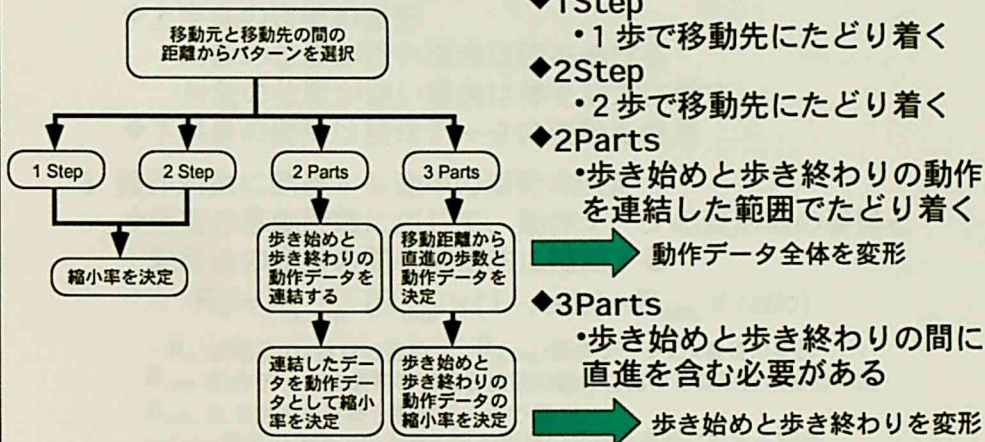 移動元と移動先の間の
距離からパターンを選択
1 Step
2 Step
2 Parts
3 Parts
縮小率を決定
歩き始めと
歩き終わりの
動作データを
連結する
移動距離から
直進の歩数と
動作データを
決定
連結したデー
タを動作デー
タとして縮小
率を決定
歩き始めと
歩き終わりの
動作データの
縮小率を決定
◆1Step
・1 歩で移動先にたどり着く
◆2Step
・2 歩で移動先にたどり着く
◆2Parts
・歩き始めと歩き終わりの動作
を連結した範囲でたどり着く
動作データ全体を変形
◆3Parts
・歩き始めと歩き終わりの間に
直進を含む必要がある
歩き始めと歩き終わりを変形